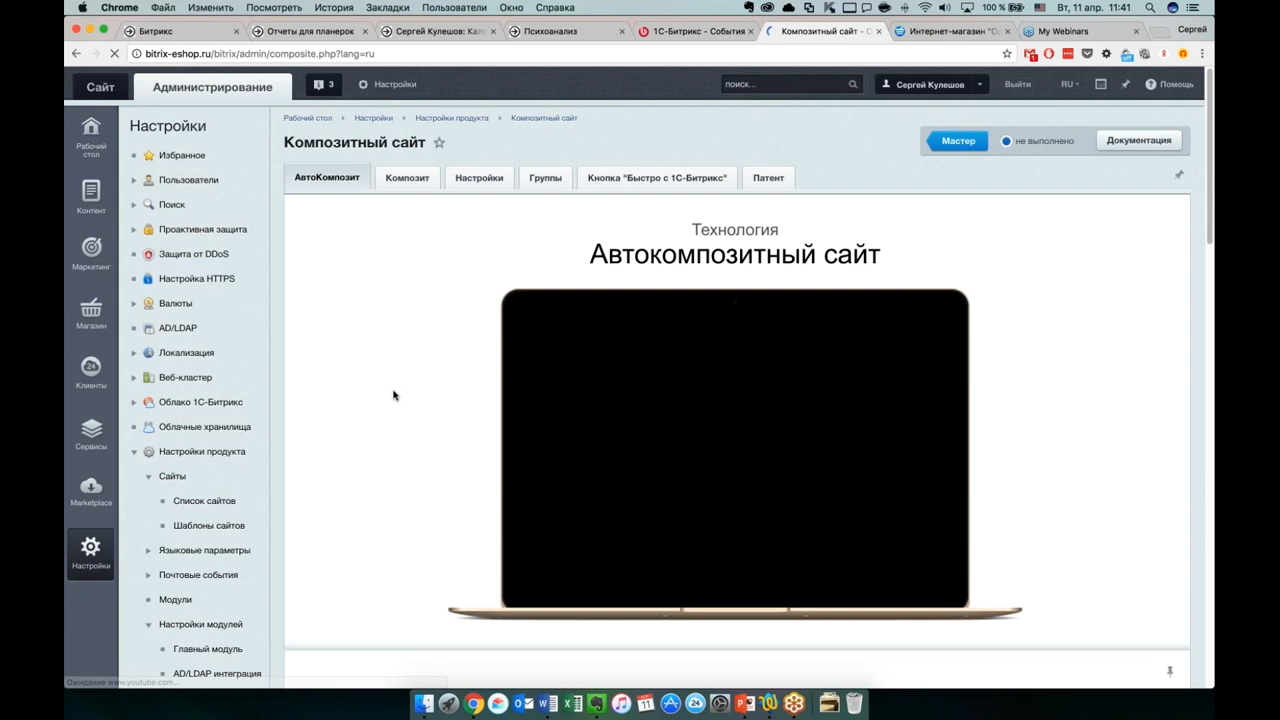 Chrome Файл Изменить Посмотреть История Закладки Пользователи Окно Справка 100 % Вт, 11 апр. 11:41
Битрикс Отчеты для планерок Сергей Кулешов: Кале Психоанализ 1С-Битрикс - События Композитный сайт - С Интернет-магазин "О My Webinars Сергей
bitrix-eshop.ru/bitrix/admin/composite.php?lang=ru
Сайт Администрирование 3 Настройки поиск... Сергей Кулешов Выйти RU Помощь
Рабочий стол Настройки Настройки продукта Композитный сайт
Композитный сайт
Мастер не выполнено Документация
АвтоКомпозит Композит Настройки Группы Кнопка "Быстро с 1С-Битрикс" Патент
Рабочий
стол
Контент
Маркетинг
Магазин
24
Клиенты
Сервисы
Marketplace
Настройки
Настройки
Избранное
Пользователи
Поиск
Проактивная защита
Защита от DDoS
Настройка HTTPS
Валюты
AD/LDAP
Локализация
Веб-кластер
Облако 1С-Битрикс
Облачные хранилища
Настройки продукта
Сайты
Список сайтов
Шаблоны сайтов
Языковые параметры
Почтовые события
Модули
Настройки модулей
Главный модуль
AD/LDAP интеграция
Технология
Автокомпозитный сайт
Ожидание www.youtube.com...